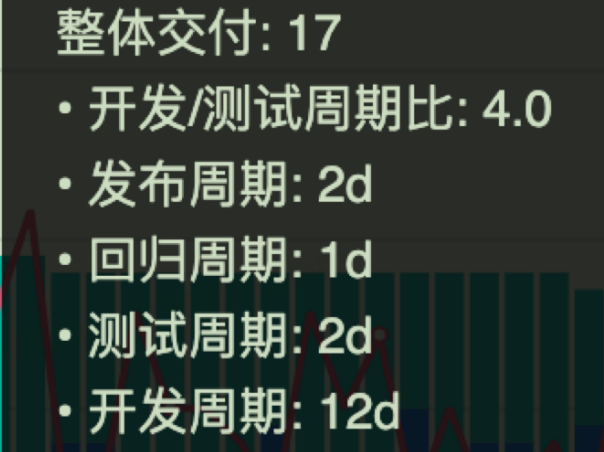 整体交付: 17
• 开发/测试周期比: 4.0
• 发布周期: 2d
• 回归周期: 1d
• 测试周期: 2d
• 开发周期: 12d